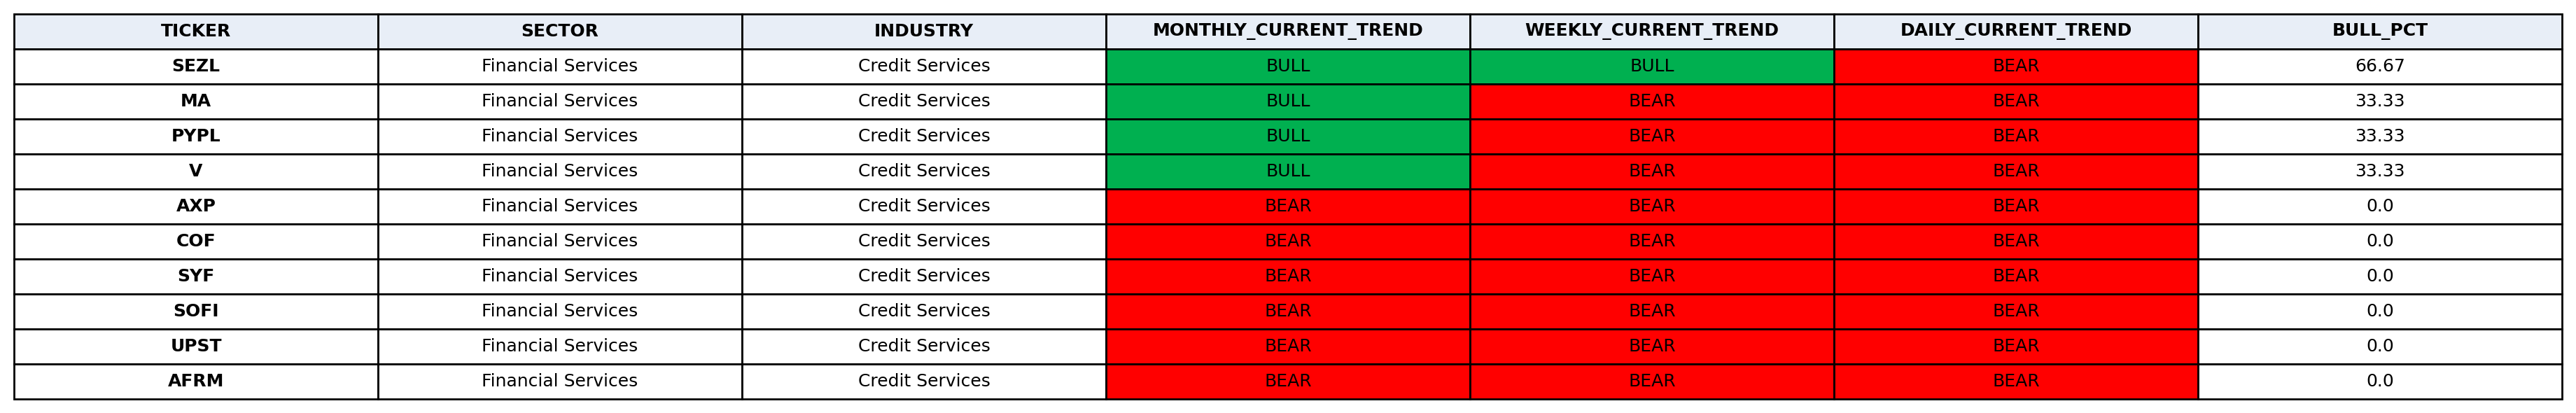 TICKER SECTOR INDUSTRY MONTHLY_CURRENT_TREND WEEKLY_CURRENT_TREND DAILY_CURRENT_TREND BULL_PCT
SEZL Financial Services Credit Services BULL BULL BEAR 66.67
MA Financial Services Credit Services BULL BEAR BEAR 33.33
PYPL Financial Services Credit Services BULL BEAR BEAR 33.33
V Financial Services Credit Services BULL BEAR BEAR 33.33
AXP Financial Services Credit Services BEAR BEAR BEAR 0.0
COF Financial Services Credit Services BEAR BEAR BEAR 0.0
SYF Financial Services Credit Services BEAR BEAR BEAR 0.0
SOFI Financial Services Credit Services BEAR BEAR BEAR 0.0
UPST Financial Services Credit Services BEAR BEAR BEAR 0.0
AFRM Financial Services Credit Services BEAR BEAR BEAR 0.0